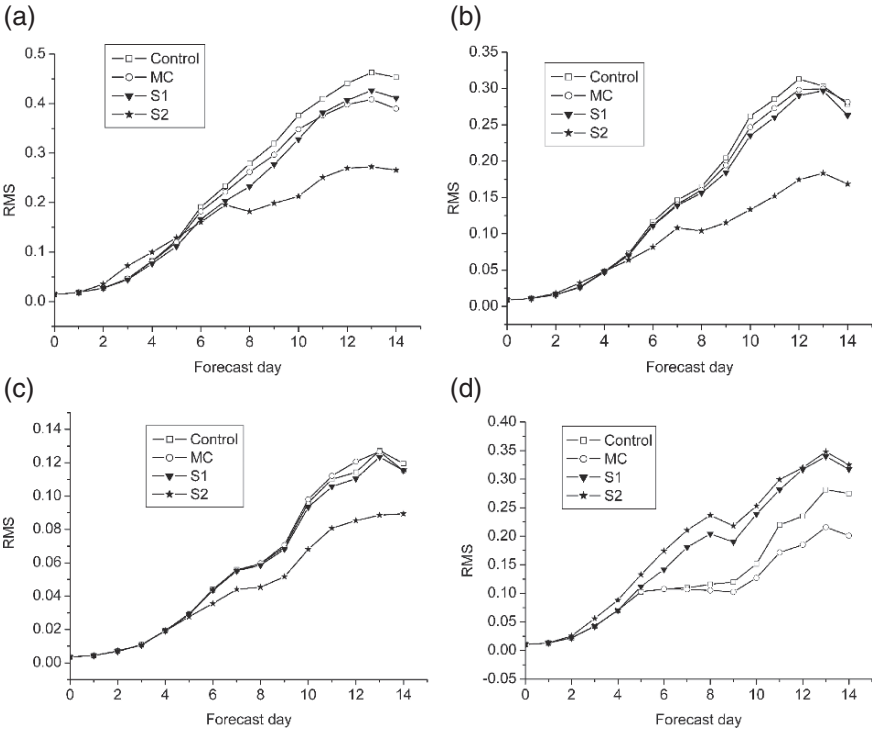 (a)
RMS
0.5
0.4
0.3
0.2
0.1
0.0
Control
MC
S1
S2
0 2 4 6 8 10 12 14
Forecast day
(b)
RMS
0.35
0.30
0.25
0.20
0.15
0.10
0.05
0.00
Control
MC
S1
S2
0 2 4 6 8 10 12 14
Forecast day
(c)
RMS
0.14
0.12
0.10
0.08
0.06
0.04
0.02
0.00
Control
MC
S1
S2
0 2 4 6 8 10 12 14
Forecast day
(d)
RMS
0.40
0.35
0.30
0.25
0.20
0.15
0.10
0.05
0.00
-0.05
Control
MC
S1
S2
0 2 4 6 8 10 12 14
Forecast day